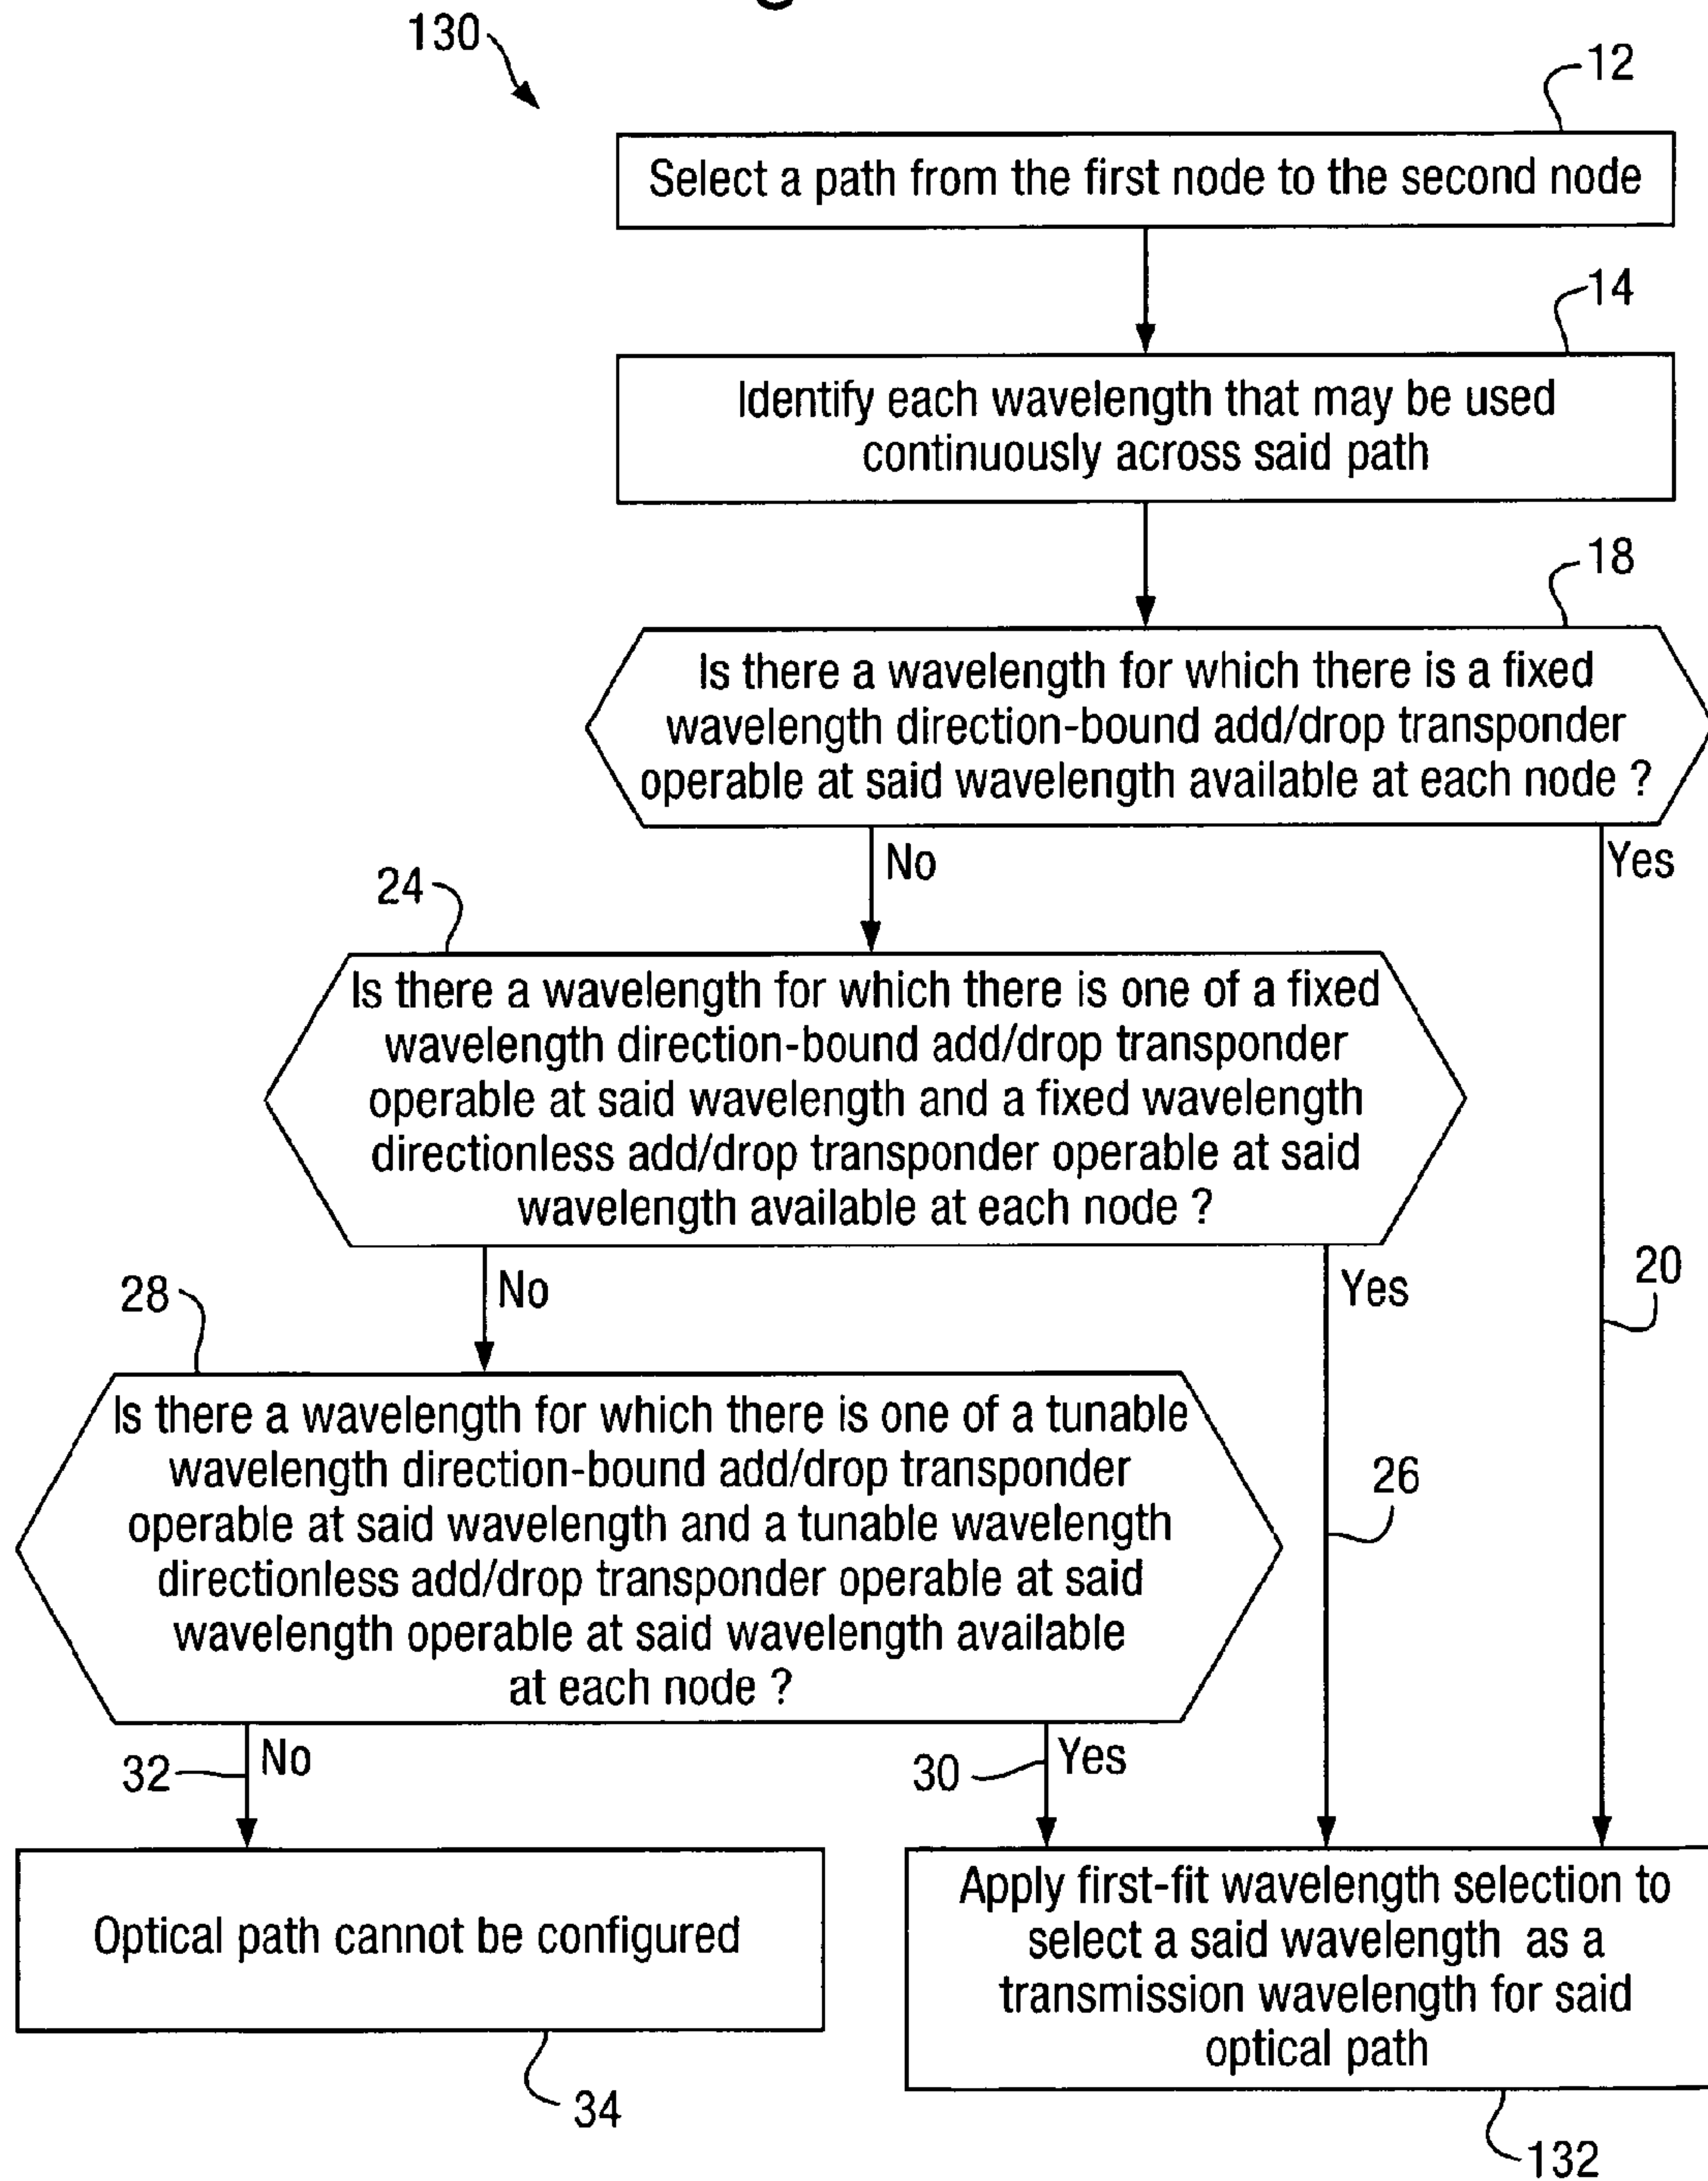 130
12
Select a path from the first node to the second node
14
Identify each wavelength that may be used
continuously across said path
18
Is there a wavelength for which there is a fixed
wavelength direction-bound add/drop transponder
operable at said wavelength available at each node ?
No
Yes
24
Is there a wavelength for which there is one of a fixed
wavelength direction-bound add/drop transponder
operable at said wavelength and a fixed wavelength
directionless add/drop transponder operable at said
wavelength available at each node ?
20
No
Yes
28
Is there a wavelength for which there is one of a tunable
wavelength direction-bound add/drop transponder
operable at said wavelength and a tunable wavelength
directionless add/drop transponder operable at said
wavelength operable at said wavelength available
at each node ?
26
32
No
30
Yes
Optical path cannot be configured
34
Apply first-fit wavelength selection to
select a said wavelength as a
transmission wavelength for said
optical path
132